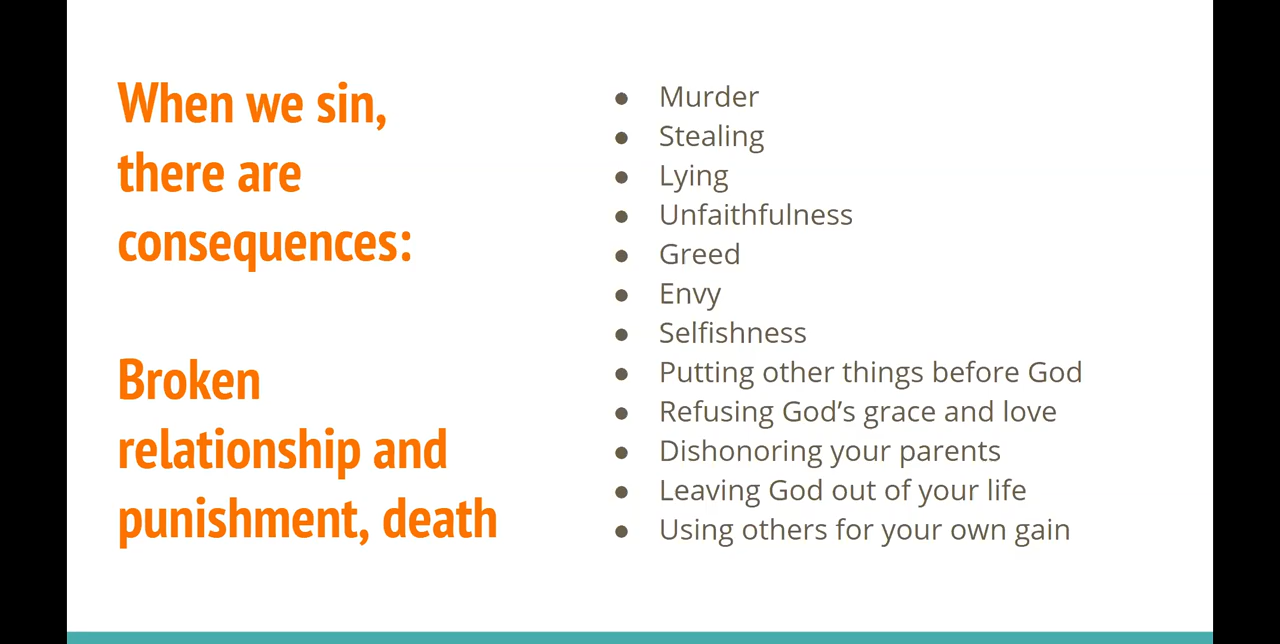 When we sin,
there are
consequences:
Broken
relationship and
punishment, death
● Murder
● Stealing
● Lying
● Unfaithfulness
● Greed
● Envy
● Selfishness
● Putting other things before God
● Refusing God’s grace and love
● Dishonoring your parents
● Leaving God out of your life
● Using others for your own gain